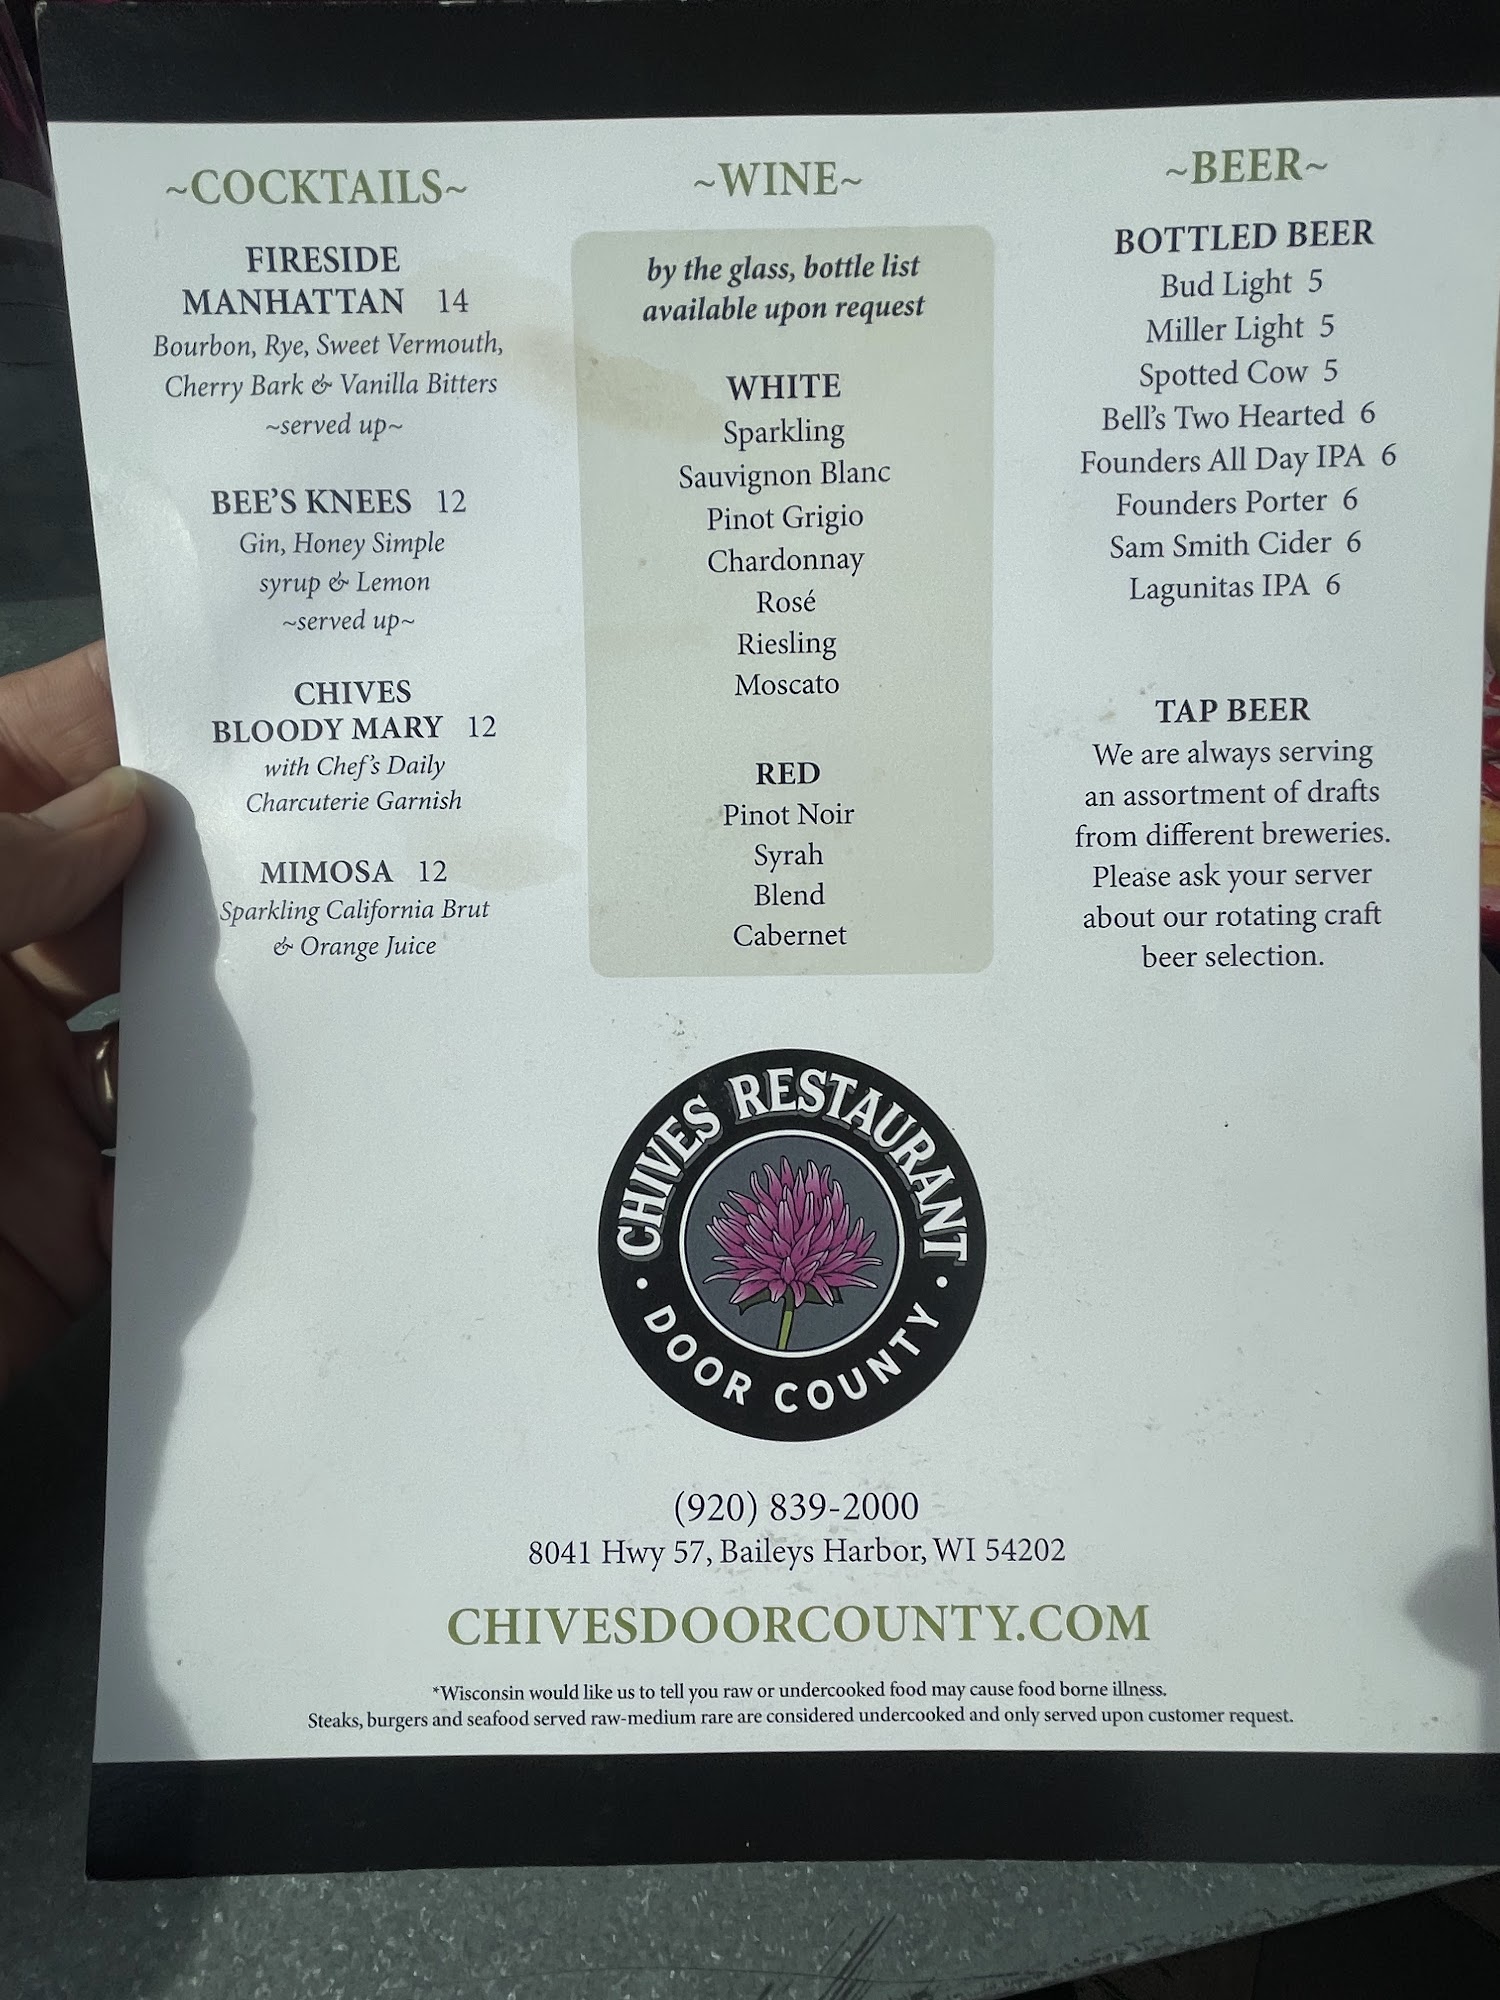 ~COCKTAILS~
FIRESIDE
MANHATTAN 14
Bourbon, Rye, Sweet Vermouth,
Cherry Bark & Vanilla Bitters
~served up~
BEE'S KNEES 12
Gin, Honey Simple
syrup & Lemon
~served up~
CHIVES
BLOODY MARY 12
with Chef's Daily
Charcuterie Garnish
MIMOSA 12
Sparkling California Brut
& Orange Juice
~WINE~
by the glass, bottle list
available upon request
WHITE
Sparkling
Sauvignon Blanc
Pinot Grigio
Chardonnay
Rosé
Riesling
Moscato
RED
Pinot Noir
Syrah
Blend
Cabernet
~BEER~
BOTTLED BEER
Bud Light 5
Miller Light 5
Spotted Cow 5
Bell's Two Hearted 6
Founders All Day IPA 6
Founders Porter 6
Sam Smith Cider 6
Lagunitas IPA 6
TAP BEER
We are always serving
an assortment of drafts
from different breweries.
Please ask your server
about our rotating craft
beer selection.
CHIVES RESTAURANT
• DOOR COUNTY •
(920) 839-2000
8041 Hwy 57, Baileys Harbor, WI 54202
CHIVESDOORCOUNTY.COM
*Wisconsin would like us to tell you raw or undercooked food may cause food borne illness.
Steaks, burgers and seafood served raw-medium rare are considered undercooked and only served upon customer request.